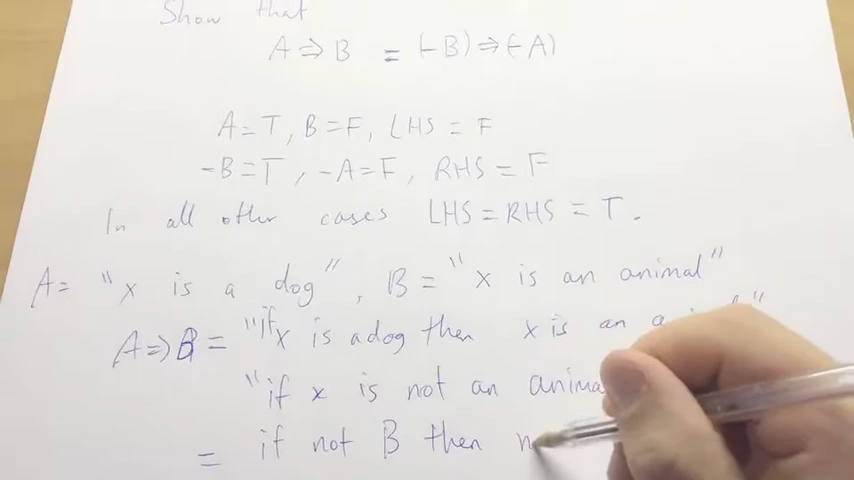 Show that
A ⇒ B = (-B) ⇒ (-A)
A = T, B = F, LHS = F
-B = T, -A = F, RHS = F
In all other cases LHS = RHS = T.
A = "x is a dog", B = "x is an animal"
A ⇒ B = "if x is a dog then x is an
"if x is not an
= if not B then